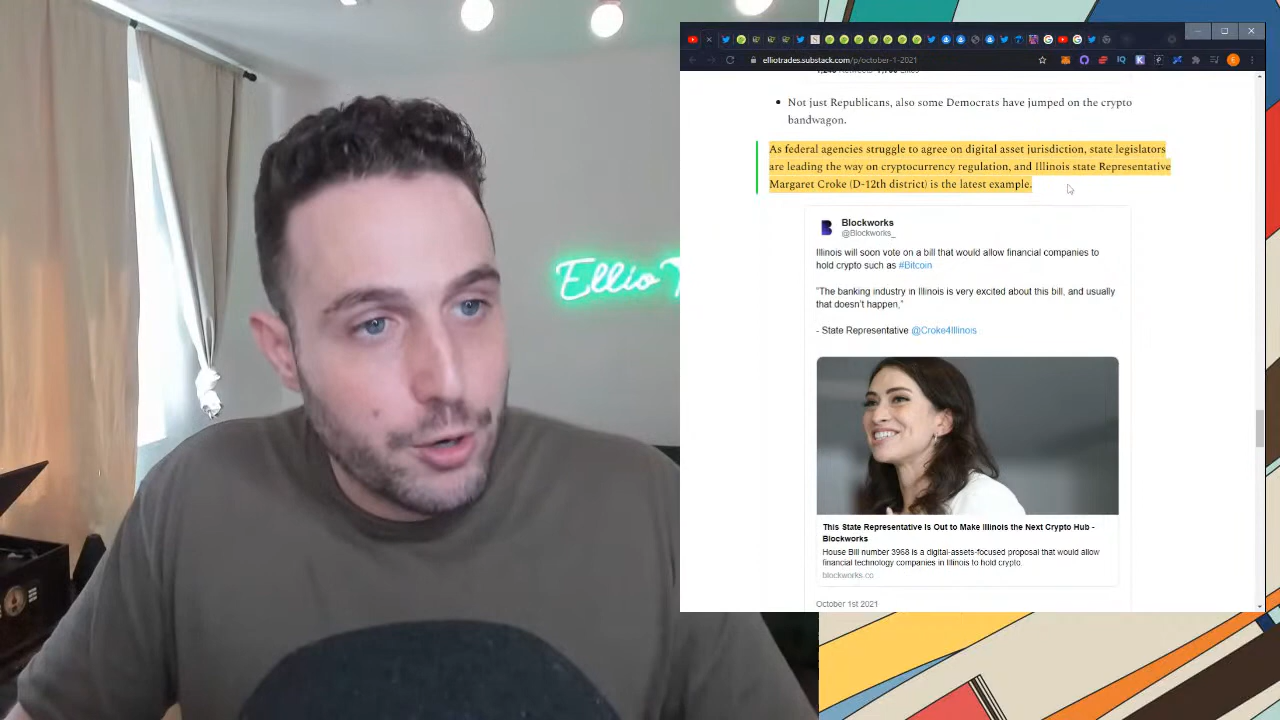 Ellio T
elliotrades.substack.com/p/october-1-2021
Not just Republicans, also some Democrats have jumped on the crypto
bandwagon.
As federal agencies struggle to agree on digital asset jurisdiction, state legislators
are leading the way on cryptocurrency regulation, and Illinois state Representative
Margaret Croke (D-12th district) is the latest example.
Blockworks
@Blockworks_
Illinois will soon vote on a bill that would allow financial companies to
hold crypto such as #Bitcoin
"The banking industry in Illinois is very excited about this bill, and usually
that doesn't happen,"
- State Representative @Croke4Illinois
This State Representative Is Out to Make Illinois the Next Crypto Hub -
Blockworks
House Bill number 3968 is a digital-assets-focused proposal that would allow
financial technology companies in Illinois to hold crypto.
blockworks.co
October 1st 2021